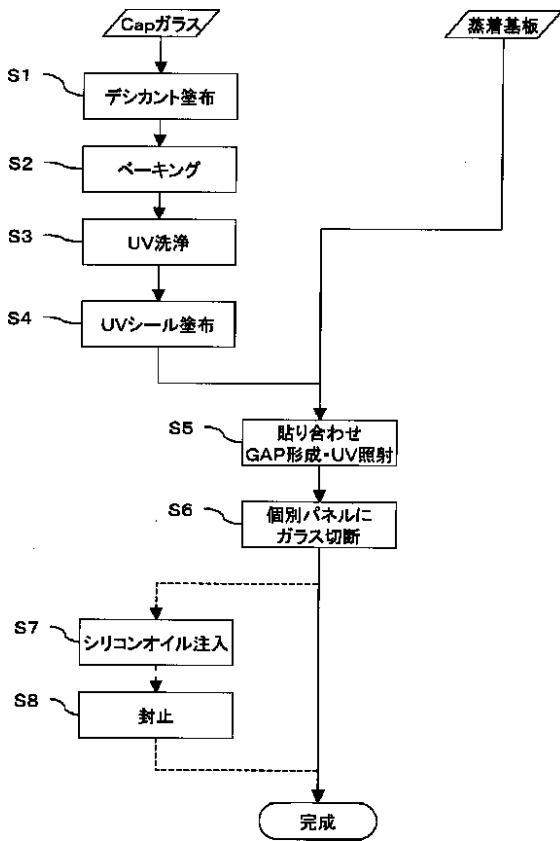 Capガラス
蒸着基板
S1
デシカント塗布
S2
ベーキング
S3
UV洗浄
S4
UVシール塗布
S5
貼り合わせ
GAP形成・UV照射
S6
個別パネルに
ガラス切断
S7
シリコンオイル注入
S8
封止
完成